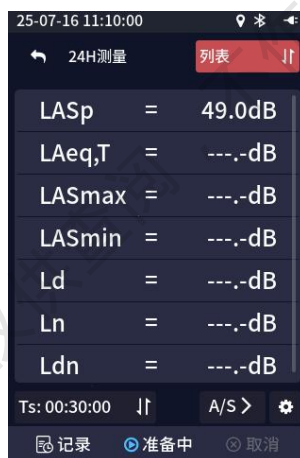 25-07-16 11:10:00
24H测量 列表
LASp = 49.0dB
LAeq,T = ---.-dB
LASmax = ---.-dB
LASmin = ---.-dB
Ld = ---.-dB
Ln = ---.-dB
Ldn = ---.-dB
Ts: 00:30:00 A/S >
记录 准备中 取消